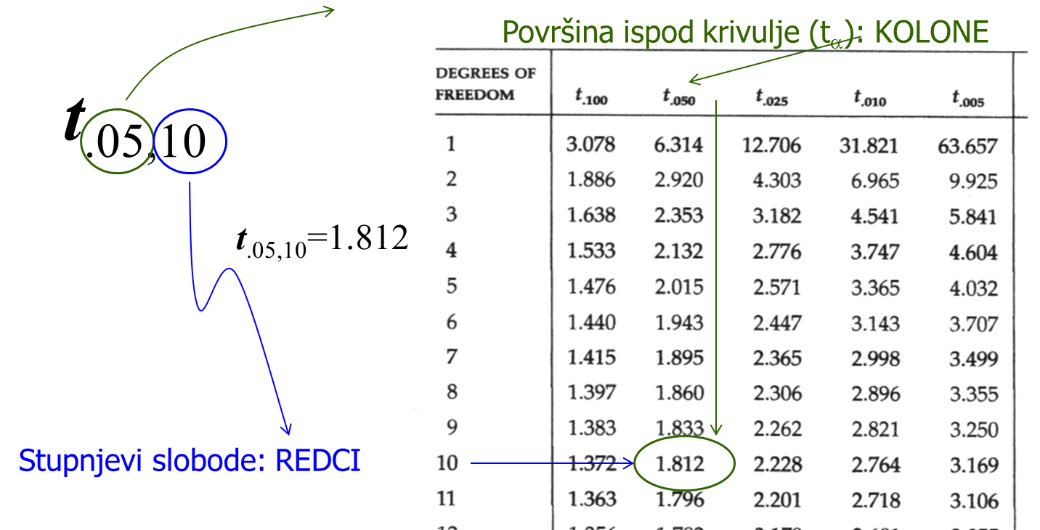 Površina ispod krivulje (tα): KOLONE
t.05,10
t.05,10=1.812
Stupnjevi slobode: REDCI
DEGREES OF
FREEDOM t.100 t.050 t.025 t.010 t.005
1 3.078 6.314 12.706 31.821 63.657
2 1.886 2.920 4.303 6.965 9.925
3 1.638 2.353 3.182 4.541 5.841
4 1.533 2.132 2.776 3.747 4.604
5 1.476 2.015 2.571 3.365 4.032
6 1.440 1.943 2.447 3.143 3.707
7 1.415 1.895 2.365 2.998 3.499
8 1.397 1.860 2.306 2.896 3.355
9 1.383 1.833 2.262 2.821 3.250
10 1.372 1.812 2.228 2.764 3.169
11 1.363 1.796 2.201 2.718 3.106